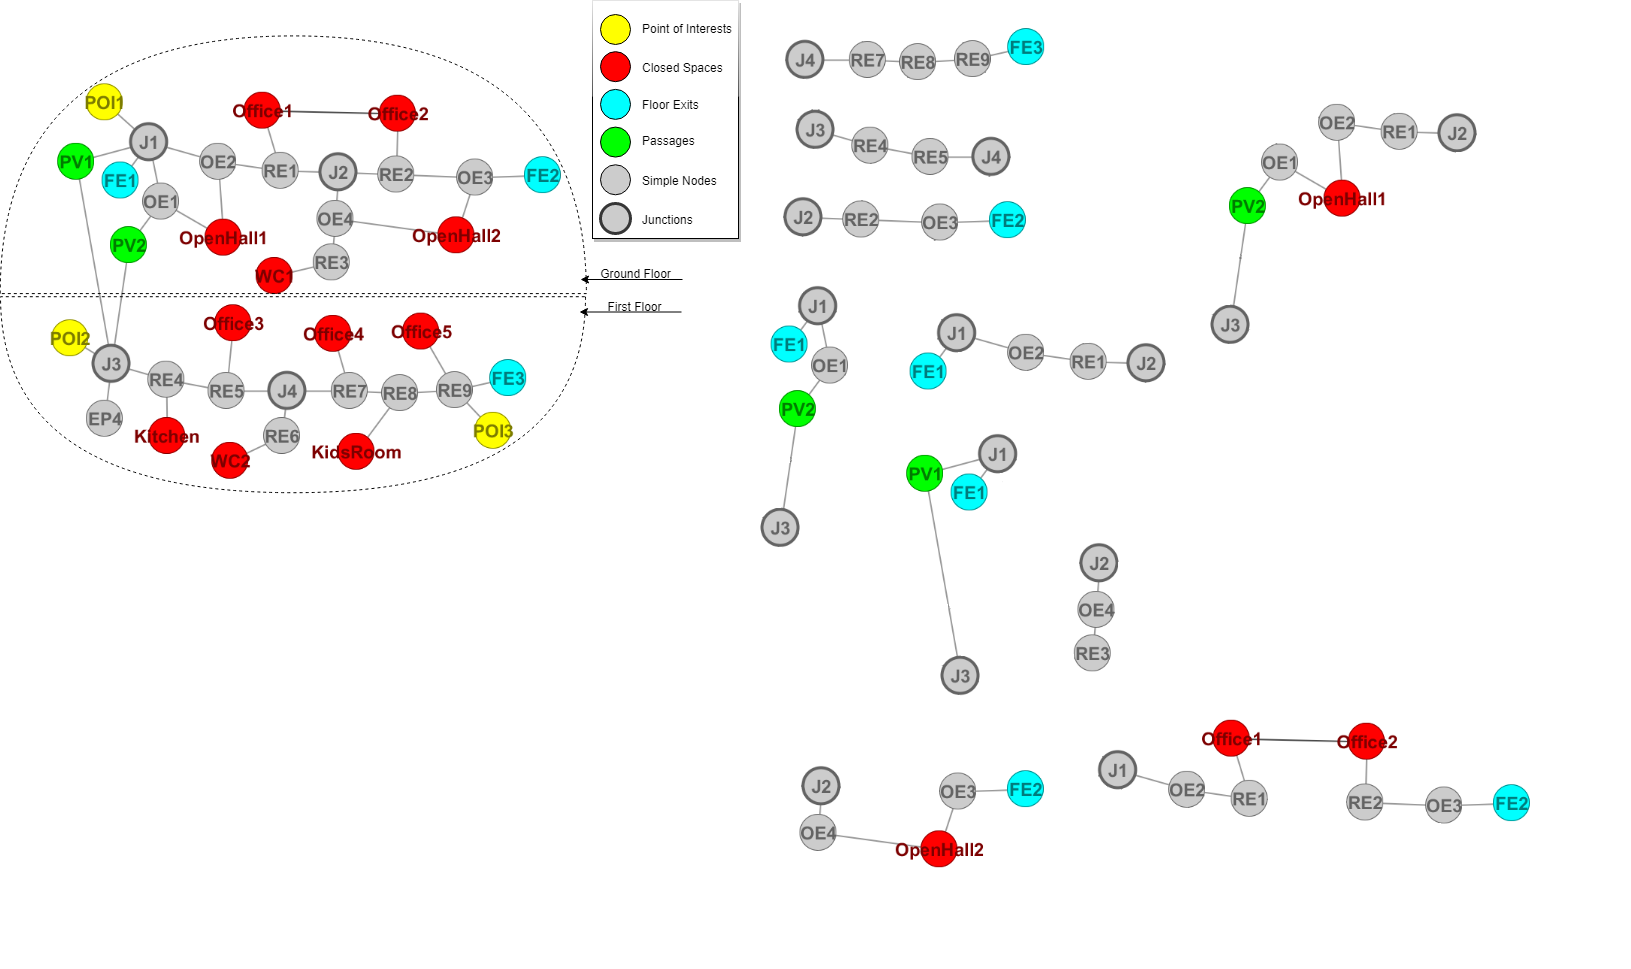 POI1
Office1
Office2
J1
PV1
OE2
RE1
J2
RE2
OE3
FE2
FE1
OE1
OE4
PV2
OpenHall1
OpenHall2
RE3
WC1
POI2
Office3
Office4
Office5
J3
RE4
RE5
J4
RE7
RE8
RE9
FE3
EP4
Kitchen
RE6
POI3
WC2
KidsRoom
Point of Interests
Closed Spaces
Floor Exits
Passages
Simple Nodes
Junctions
Ground Floor
First Floor
J4
RE7
RE8
RE9
FE3
J3
RE4
RE5
J4
J2
RE2
OE3
FE2
OE2
RE1
J2
OE1
PV2
OpenHall1
J3
J1
FE1
OE1
PV2
J3
J1
OE2
RE1
J2
FE1
J1
PV1
FE1
J3
J2
OE4
RE3
J2
OE3
FE2
OE4
OpenHall2
Office1
Office2
J1
OE2
RE1
RE2
OE3
FE2